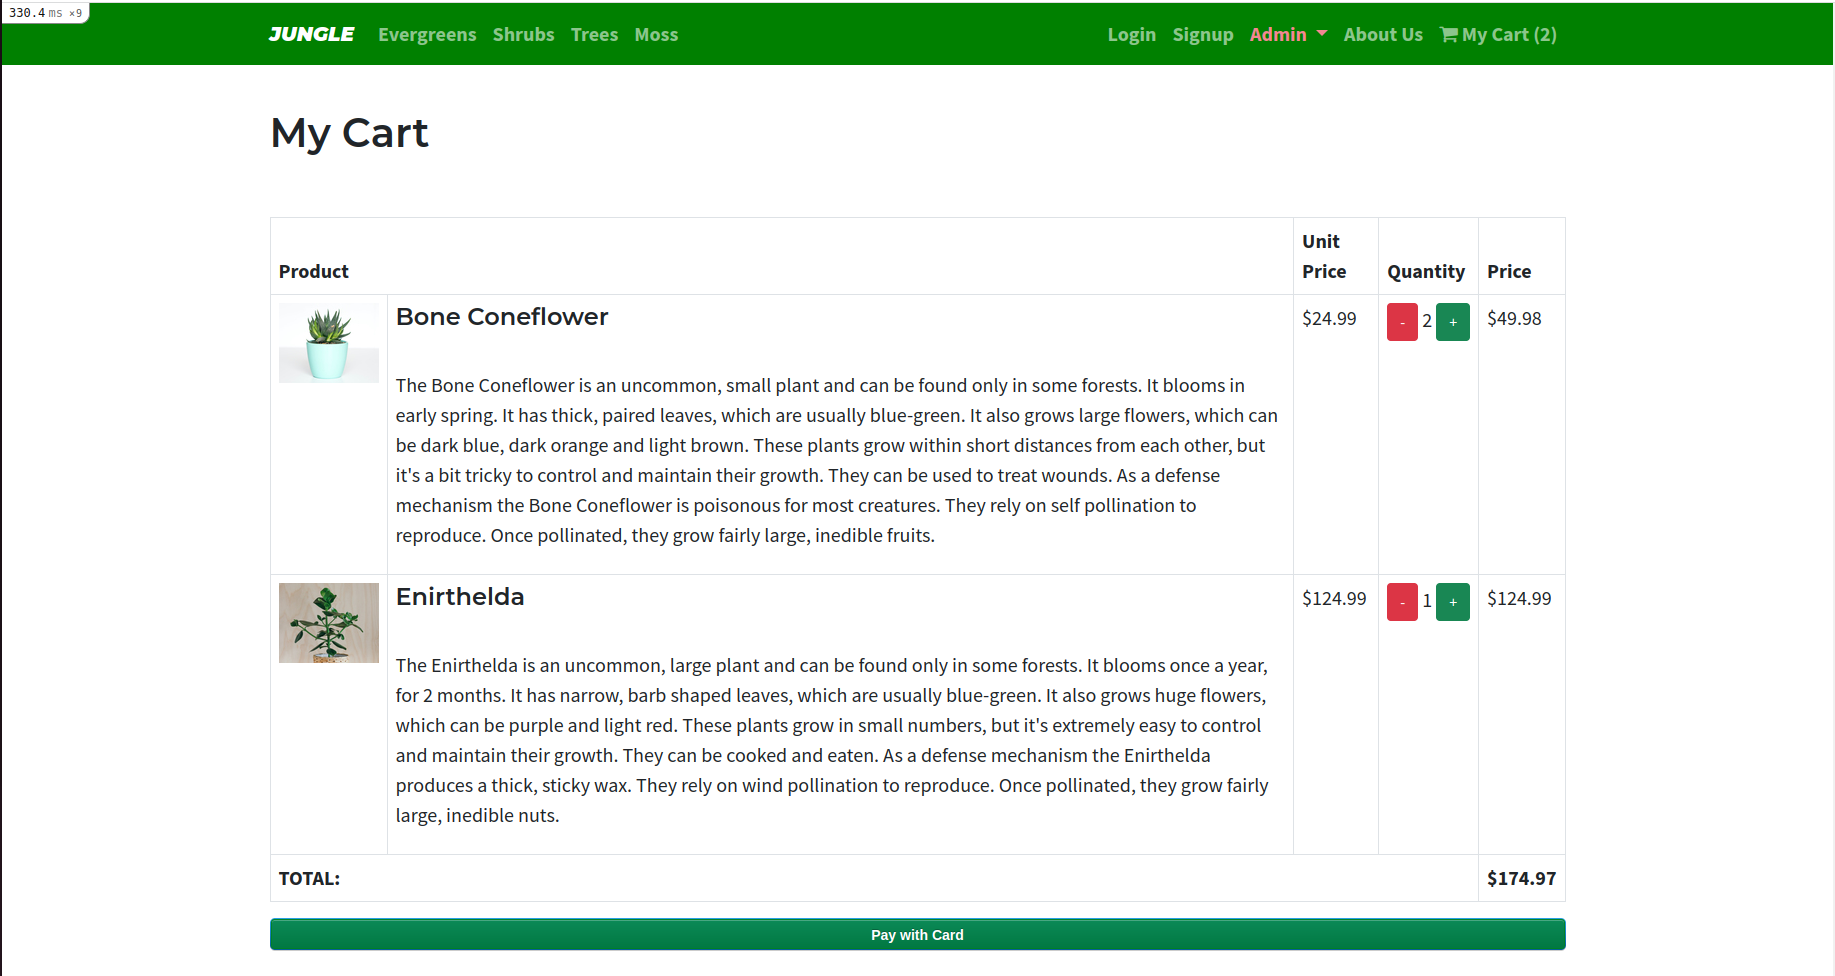 330.4 ms ×9
JUNGLE Evergreens Shrubs Trees Moss Login Signup Admin About Us My Cart (2)
My Cart
Product Unit Price Quantity Price
Bone Coneflower $24.99 - 2 + $49.98
The Bone Coneflower is an uncommon, small plant and can be found only in some forests. It blooms in
early spring. It has thick, paired leaves, which are usually blue-green. It also grows large flowers, which can
be dark blue, dark orange and light brown. These plants grow within short distances from each other, but
it's a bit tricky to control and maintain their growth. They can be used to treat wounds. As a defense
mechanism the Bone Coneflower is poisonous for most creatures. They rely on self pollination to
reproduce. Once pollinated, they grow fairly large, inedible fruits.
Enirthelda $124.99 - 1 + $124.99
The Enirthelda is an uncommon, large plant and can be found only in some forests. It blooms once a year,
for 2 months. It has narrow, barb shaped leaves, which are usually blue-green. It also grows huge flowers,
which can be purple and light red. These plants grow in small numbers, but it's extremely easy to control
and maintain their growth. They can be cooked and eaten. As a defense mechanism the Enirthelda
produces a thick, sticky wax. They rely on wind pollination to reproduce. Once pollinated, they grow fairly
large, inedible nuts.
TOTAL: $174.97
Pay with Card